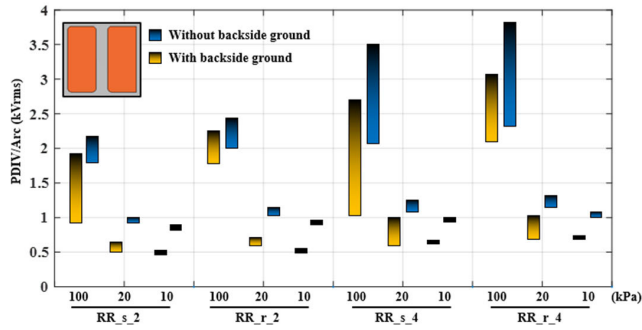 Without backside ground
With backside ground
PDIV/Arc (kVrms)
4
3.5
3
2.5
2
1.5
1
0.5
0
100 20 10 100 20 10 100 20 10 100 20 10 (kPa)
RR_s_2 RR_r_2 RR_s_4 RR_r_4